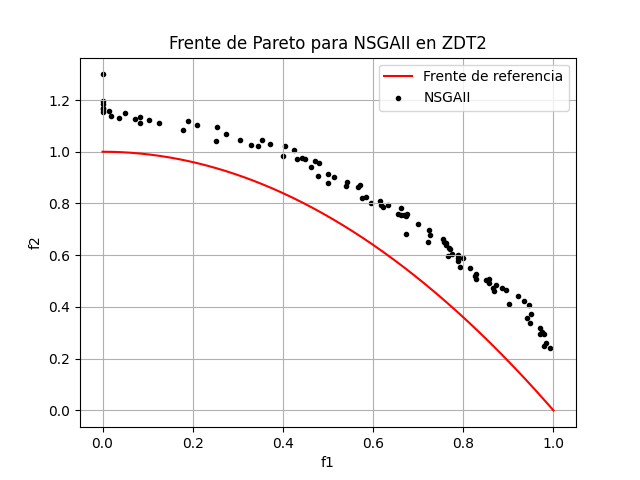 Frente de Pareto para NSGAII en ZDT2
Frente de referencia
NSGAII
f2
1.2
1.0
0.8
0.6
0.4
0.2
0.0
0.0 0.2 0.4 0.6 0.8 1.0
f1